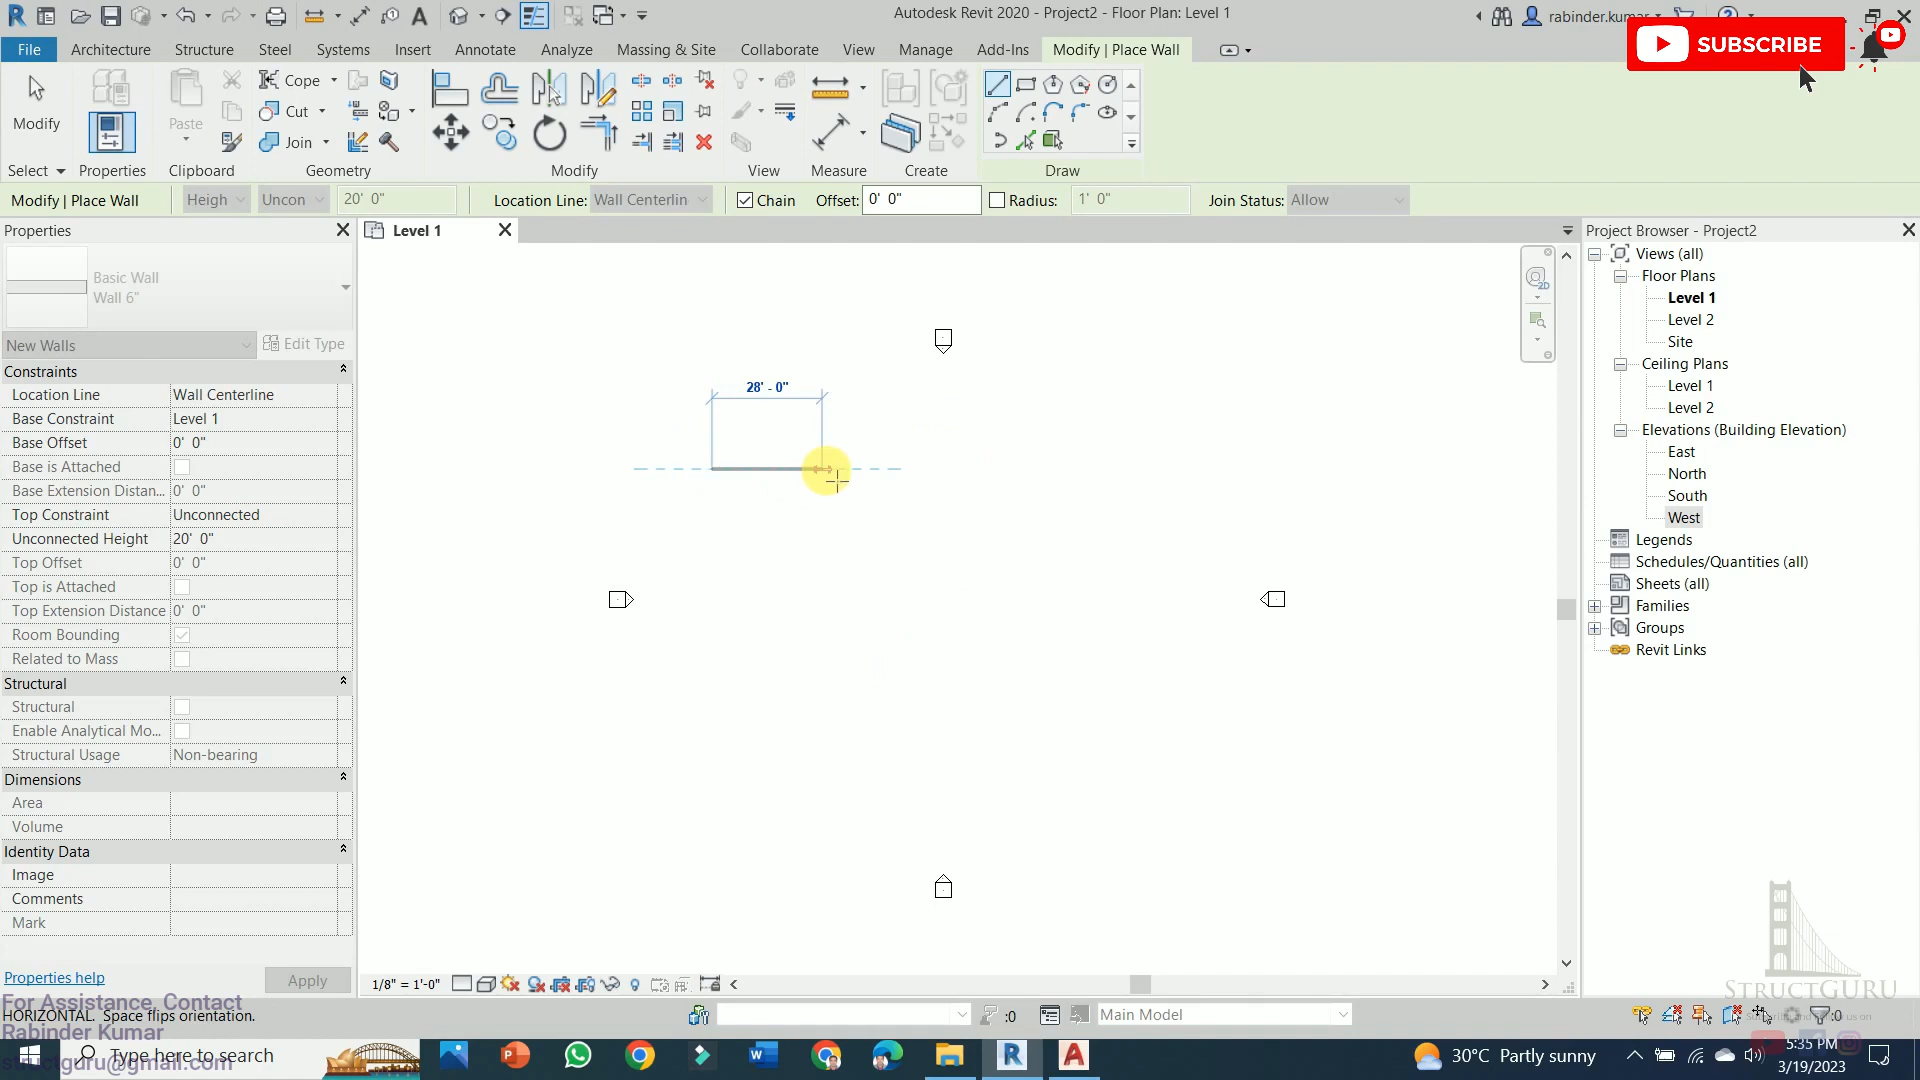 Autodesk Revit 2020 - Project2 - Floor Plan: Level 1
rabinder.kumar
SUBSCRIBE
File Architecture Structure Steel Systems Insert Annotate Analyze Massing & Site Collaborate View Manage Add-Ins Modify | Place Wall
Modify
Paste
Cope
Cut
Join
Select Properties Clipboard Geometry Modify View Measure Create Draw
Modify | Place Wall Heigh Uncon 20' 0" Location Line: Wall Centerlin Chain Offset: 0' 0" Radius: 1' 0" Join Status: Allow
Properties
Basic Wall
Wall 6"
New Walls Edit Type
Constraints
Location Line Wall Centerline
Base Constraint Level 1
Base Offset 0' 0"
Base is Attached
Base Extension Distan... 0' 0"
Top Constraint Unconnected
Unconnected Height 20' 0"
Top Offset 0' 0"
Top is Attached
Top Extension Distance 0' 0"
Room Bounding
Related to Mass
Structural
Structural
Enable Analytical Mo...
Structural Usage Non-bearing
Dimensions
Area
Volume
Identity Data
Image
Comments
Mark
Properties help Apply
Level 1
28' - 0"
2D
1/8" = 1'-0"
Project Browser - Project2
Views (all)
Floor Plans
Level 1
Level 2
Site
Ceiling Plans
Level 1
Level 2
Elevations (Building Elevation)
East
North
South
West
Legends
Schedules/Quantities (all)
Sheets (all)
Families
Groups
Revit Links
STRUCTGURU
For Assistance, Contact
HORIZONTAL. Space flips orientation.
Rabinder Kumar
structguru@gmail.com
:0
Main Model
:0
Type here to search
30°C Partly sunny
5:35 PM
3/19/2023